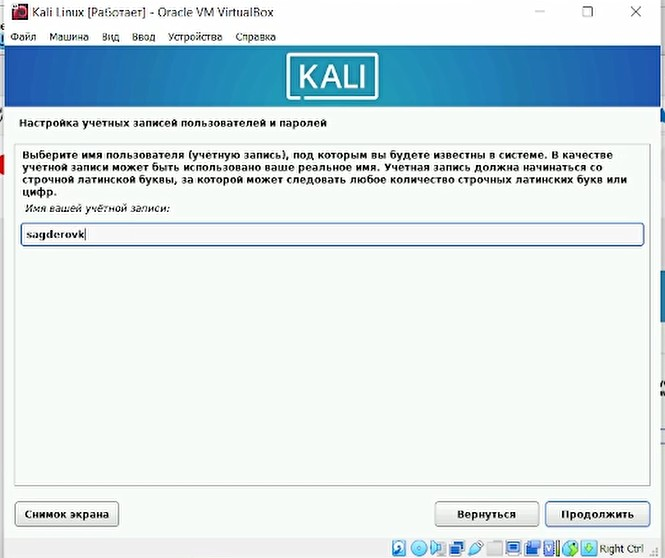 Kali Linux [Работает] - Oracle VM VirtualBox
Файл Машина Вид Ввод Устройства Справка
KALI
Настройка учетных записей пользователей и паролей
Выберите имя пользователя (учетную запись), под которым вы будете известны в системе. В качестве
учетной записи может быть использовано ваше реальное имя. Учетная запись должна начинаться со
строчной латинской буквы, за которой может следовать любое количество строчных латинских букв или
цифр.
Имя вашей учётной записи:
sagderovk
Снимок экрана Вернуться Продолжить
Right Ctrl